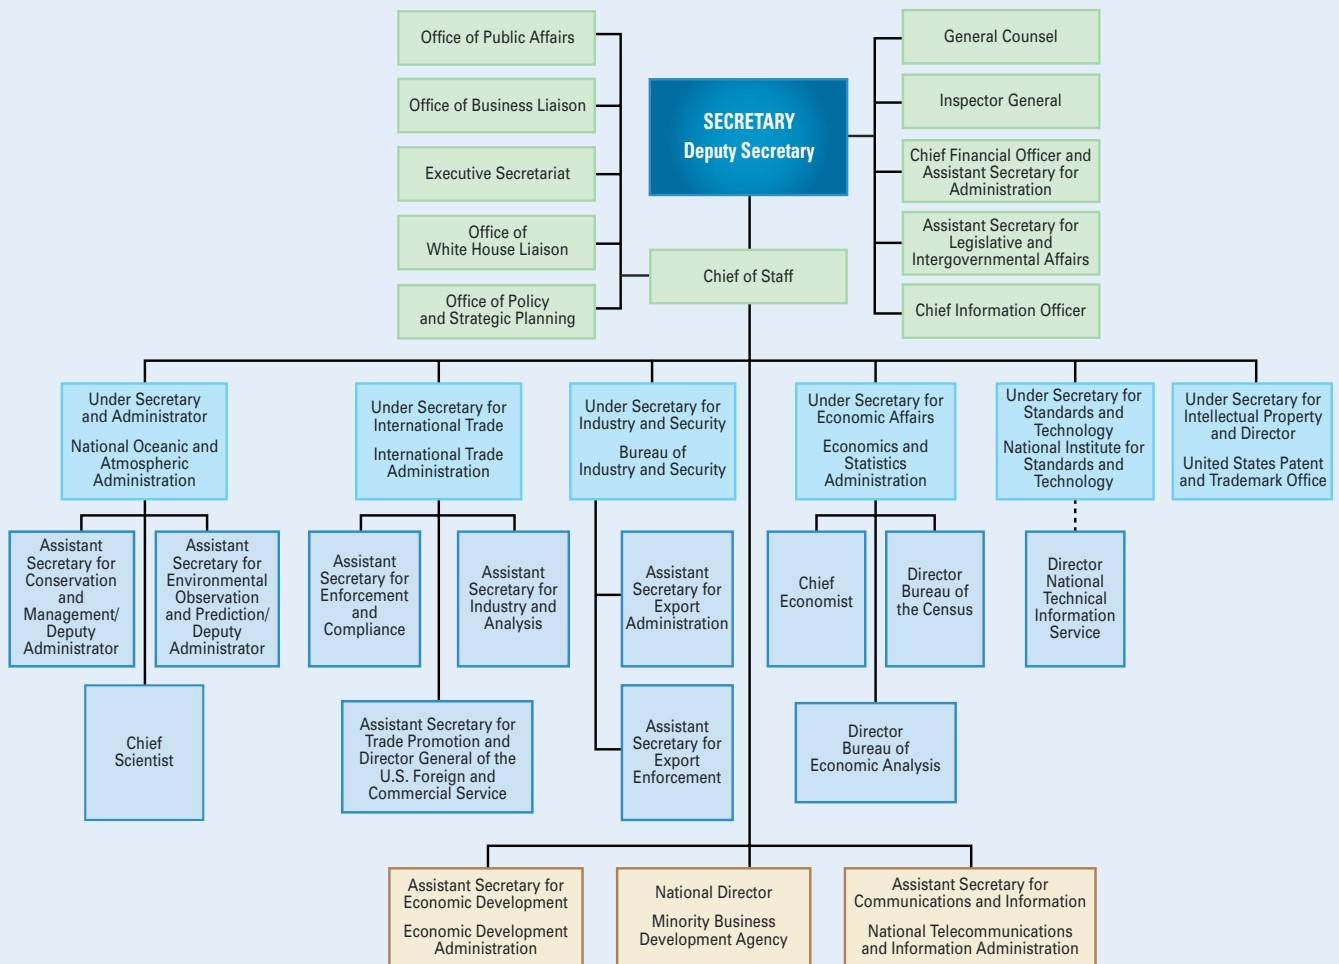 Office of Public Affairs
Office of Business Liaison
Executive Secretariat
Office of
White House Liaison
Office of Policy
and Strategic Planning
SECRETARY
Deputy Secretary
Chief of Staff
General Counsel
Inspector General
Chief Financial Officer and
Assistant Secretary for
Administration
Assistant Secretary for
Legislative and
Intergovernmental Affairs
Chief Information Officer
Under Secretary
and Administrator
National Oceanic and
Atmospheric
Administration
Under Secretary for
International Trade
International Trade
Administration
Under Secretary for
Industry and Security
Bureau of
Industry and Security
Under Secretary for
Economic Affairs
Economics and
Statistics
Administration
Under Secretary for
Standards and
Technology
National Institute for
Standards and
Technology
Under Secretary for
Intellectual Property
and Director
United States Patent
and Trademark Office
Assistant
Secretary for
Conservation
and
Management/
Deputy
Administrator
Assistant
Secretary for
Environmental
Observation
and Prediction/
Deputy
Administrator
Chief
Scientist
Assistant
Secretary for
Enforcement
and
Compliance
Assistant
Secretary for
Industry and
Analysis
Assistant Secretary for
Trade Promotion and
Director General of the
U.S. Foreign and
Commercial Service
Assistant
Secretary for
Export
Administration
Assistant
Secretary for
Export
Enforcement
Chief
Economist
Director
Bureau of
the Census
Director
Bureau of
Economic Analysis
Director
National
Technical
Information
Service
Assistant Secretary for
Economic Development
Economic Development
Administration
National Director
Minority Business
Development Agency
Assistant Secretary for
Communications and Information
National Telecommunications
and Information Administration